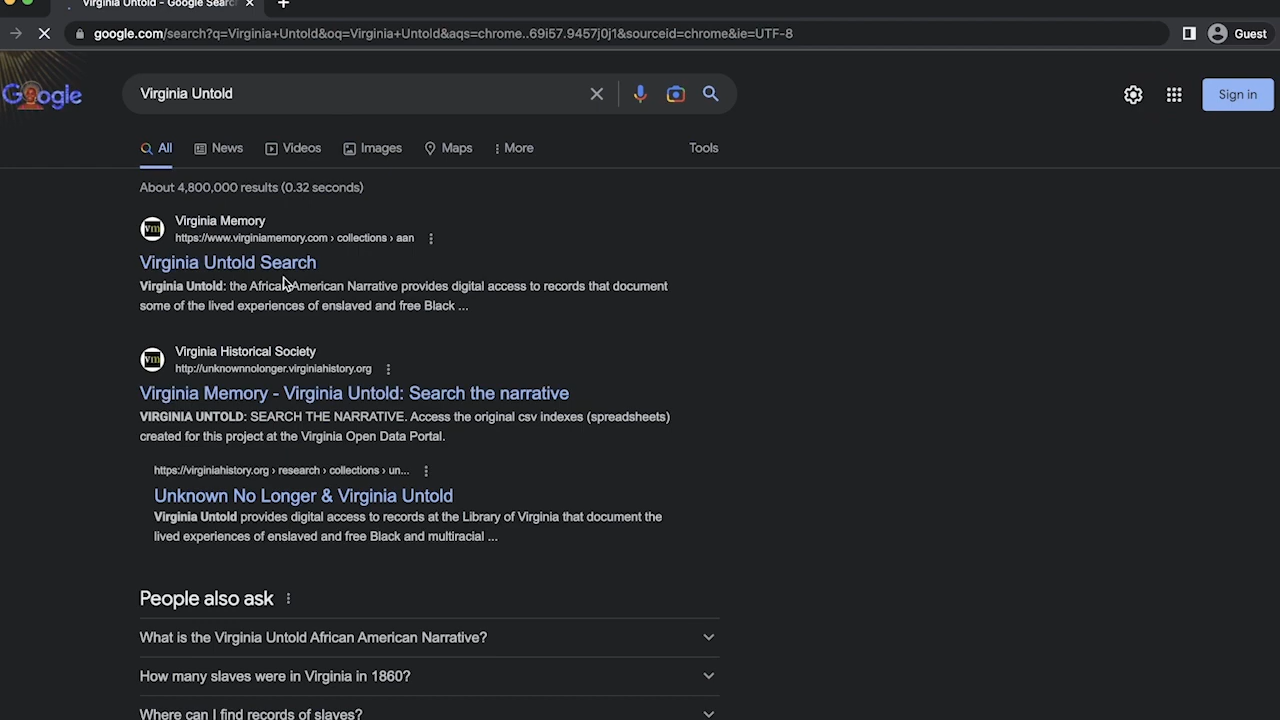 Virginia Untold - Google Search
google.com/search?q=Virginia+Untold&oq=Virginia+Untold&aqs=chrome..69i57.9457j0j1&sourceid=chrome&ie=UTF-8
Guest
Google
Virginia Untold
Sign in
All
News
Videos
Images
Maps
More
Tools
About 4,800,000 results (0.32 seconds)
vm
Virginia Memory
https://www.virginiamemory.com › collections › aan
Virginia Untold Search
Virginia Untold: the African American Narrative provides digital access to records that document
some of the lived experiences of enslaved and free Black ...
vm
Virginia Historical Society
http://unknownnolonger.virginiahistory.org
Virginia Memory - Virginia Untold: Search the narrative
VIRGINIA UNTOLD: SEARCH THE NARRATIVE. Access the original csv indexes (spreadsheets)
created for this project at the Virginia Open Data Portal.
https://virginiahistory.org › research › collections › un...
Unknown No Longer & Virginia Untold
Virginia Untold provides digital access to records at the Library of Virginia that document the
lived experiences of enslaved and free Black and multiracial ...
People also ask
What is the Virginia Untold African American Narrative?
How many slaves were in Virginia in 1860?
Where can I find records of slaves?